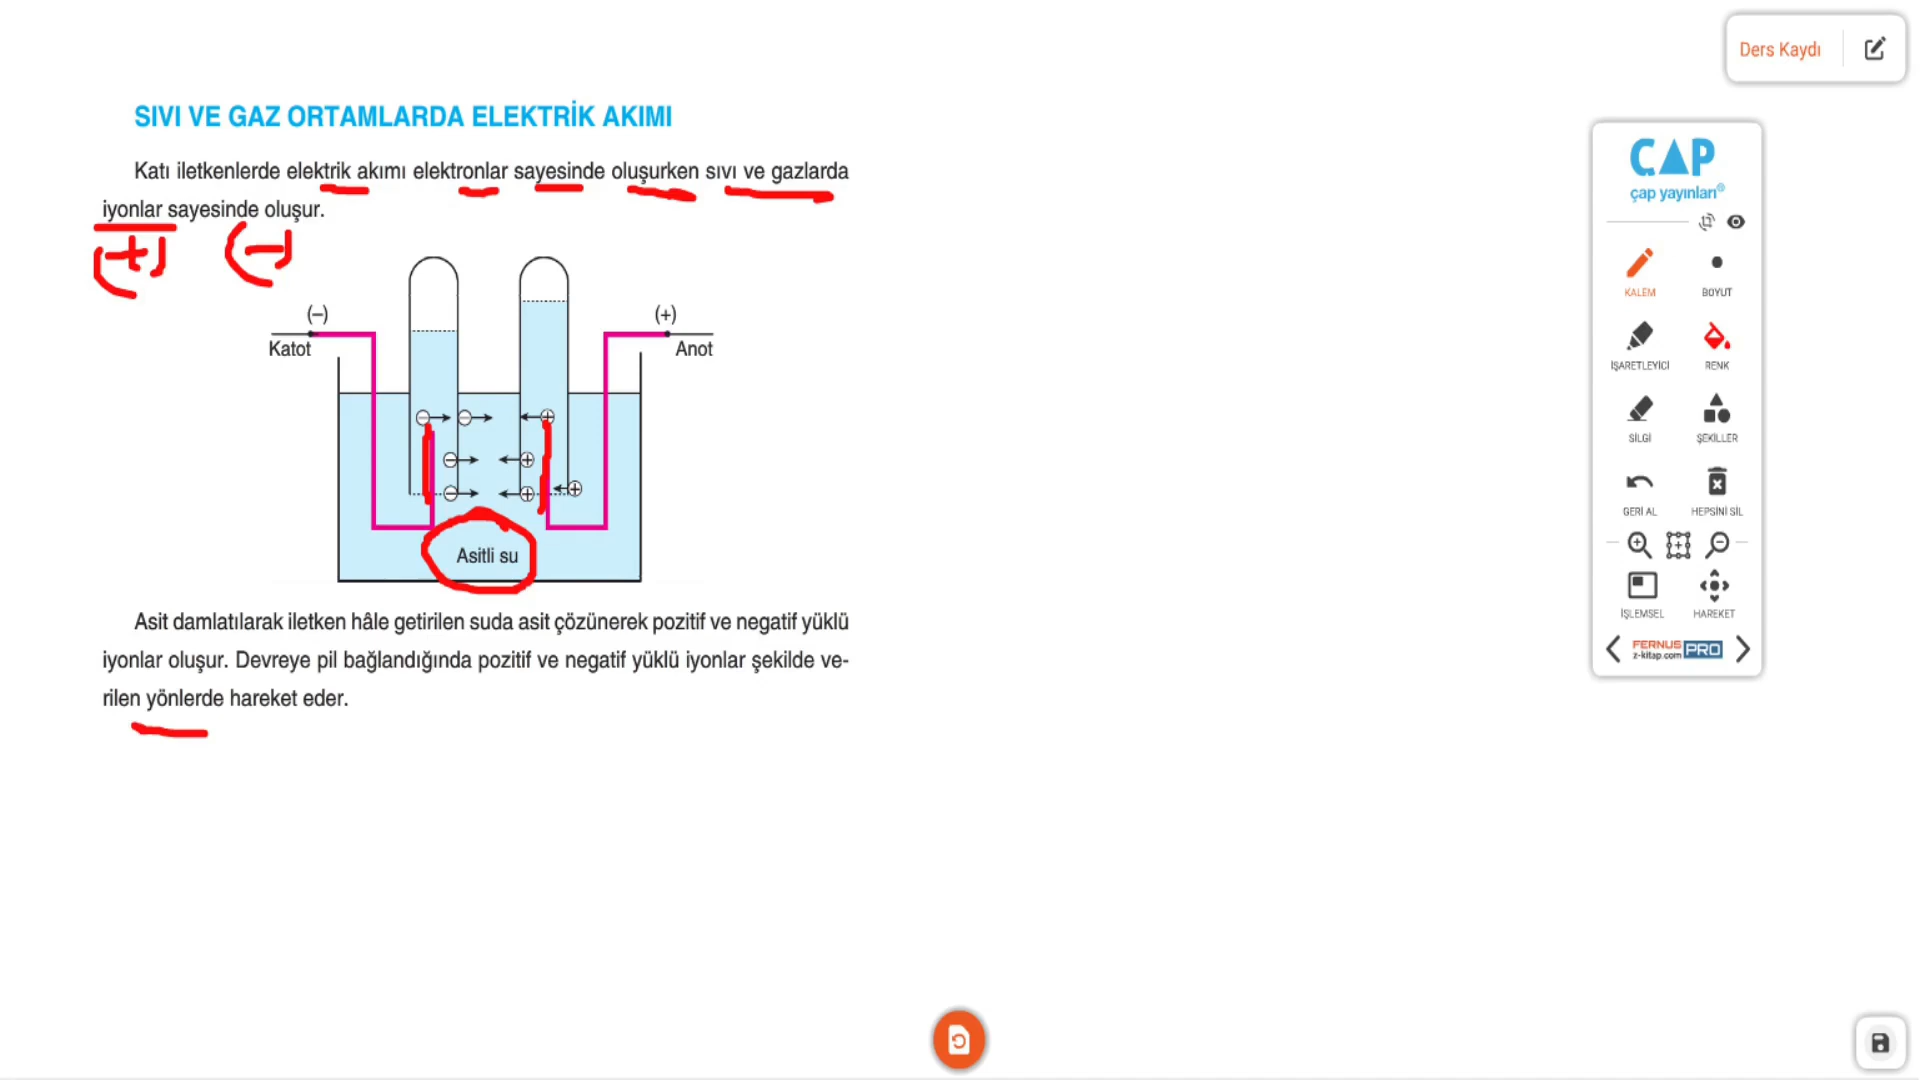 Ders Kaydı
SIVI VE GAZ ORTAMLARDA ELEKTRİK AKIMI
Katı iletkenlerde elektrik akımı elektronlar sayesinde oluşurken sıvı ve gazlarda
iyonlar sayesinde oluşur.
(+) (-)
(–) (+)
Katot Anot
Asitli su
Asit damlatılarak iletken hâle getirilen suda asit çözünerek pozitif ve negatif yüklü
iyonlar oluşur. Devreye pil bağlandığında pozitif ve negatif yüklü iyonlar şekilde ve-
rilen yönlerde hareket eder.
ÇAP
çap yayınları®
KALEM BOYUT
İŞARETLEYİCİ RENK
SİLGİ ŞEKİLLER
GERİ AL HEPSİNİ SİL
İŞLEMSEL HAREKET
FERNUS PRO
z-kitap.com